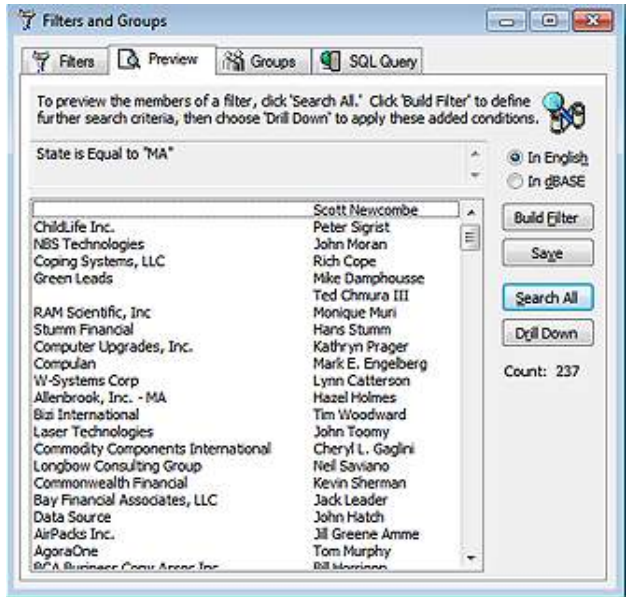 Filters and Groups
Filters Preview Groups SQL Query
To preview the members of a filter, click 'Search All.' Click 'Build Filter' to define
further search criteria, then choose 'Drill Down' to apply these added conditions.
State is Equal to "MA"
In English
In dBASE
Build Filter
Save
Search All
Drill Down
Count: 237
Scott Newcombe
ChildLife Inc. Peter Sigrist
NBS Technologies John Moran
Coping Systems, LLC Rich Cope
Green Leads Mike Damphousse
Ted Chmura III
RAM Scientific, Inc Monique Muri
Stumm Financial Hans Stumm
Computer Upgrades, Inc. Kathryn Prager
Compulan Mark E. Engelberg
W-Systems Corp Lynn Catterson
Allenbrook, Inc. - MA Hazel Holmes
Bizi International Tim Woodward
Laser Technologies John Toomy
Commodity Components International Cheryl L. Gaglini
Longbow Consulting Group Neil Saviano
Commonwealth Financial Kevin Sherman
Bay Financial Associates, LLC Jack Leader
Data Source John Hatch
AirPacks Inc. Jill Greene Amme
AgoraOne Tom Murphy
BCA Business Copy Assoc Inc Bill Morrison